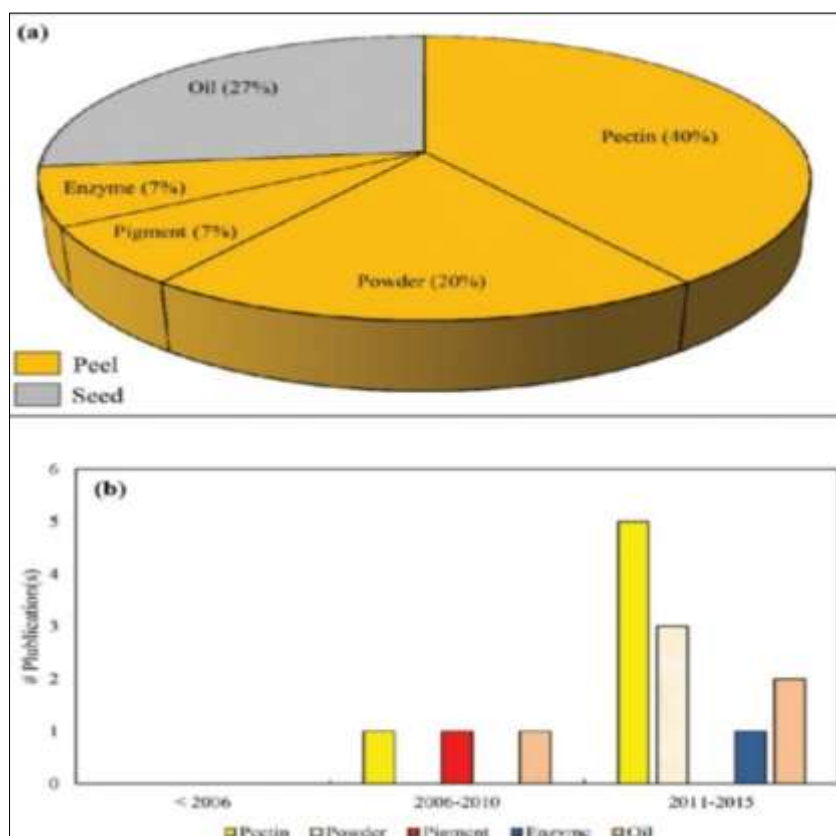 (a)
Oil (27%)
Pectin (40%)
Enzyme (7%)
Pigment (7%)
Powder (20%)
Peel
Seed
(b)
6
5
4
3
2
1
0
# Plublication(s)
< 2006 2006-2010 2011-2015
Pectin Powder Pigment Enzyme Oil